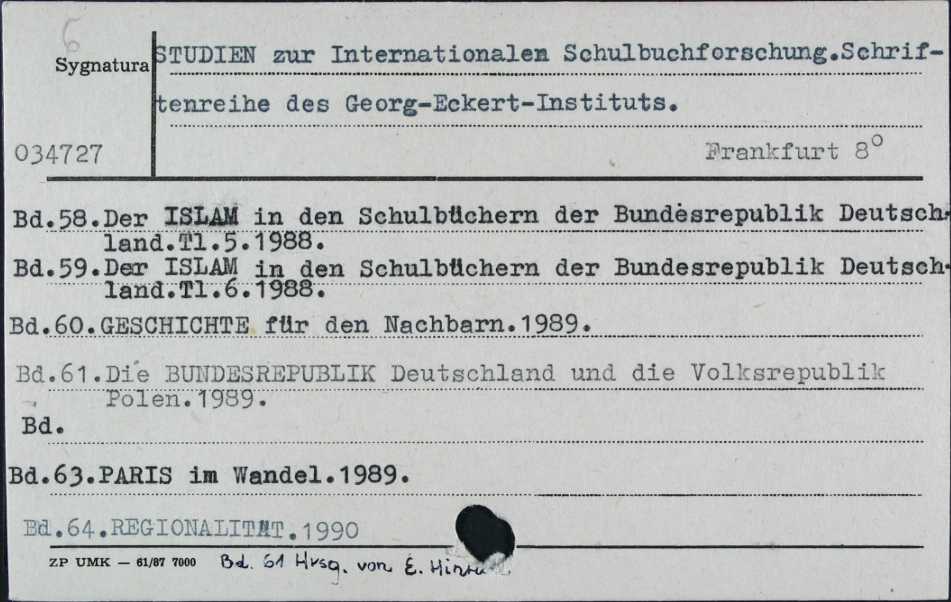 6
Sygnatura STUDIEN zur Internationalen Schulbuchforschung.Schrif-
tenreihe des Georg-Eckert-Instituts.
034727 Frankfurt 8°
Bd.58.Der ISLAM in den Schulbüchern der Bundesrepublik Deutsch-
land.Tl.5.1988.
Bd.59.Der ISLAM in den Schulbüchern der Bundesrepublik Deutsch-
land.Tl.6.1988.
Bd.60.GESCHICHTE für den Nachbarn.1989.
Bd.61.Die BUNDESREPUBLIK Deutschland und die Volksrepublik
Polen.1989.
Bd.
Bd.63.PARIS im Wandel.1989.
Bd.64.REGIONALITÄT.1990
ZP UMK — 61/87 7000 Bd. 61 Hrsg. von E.